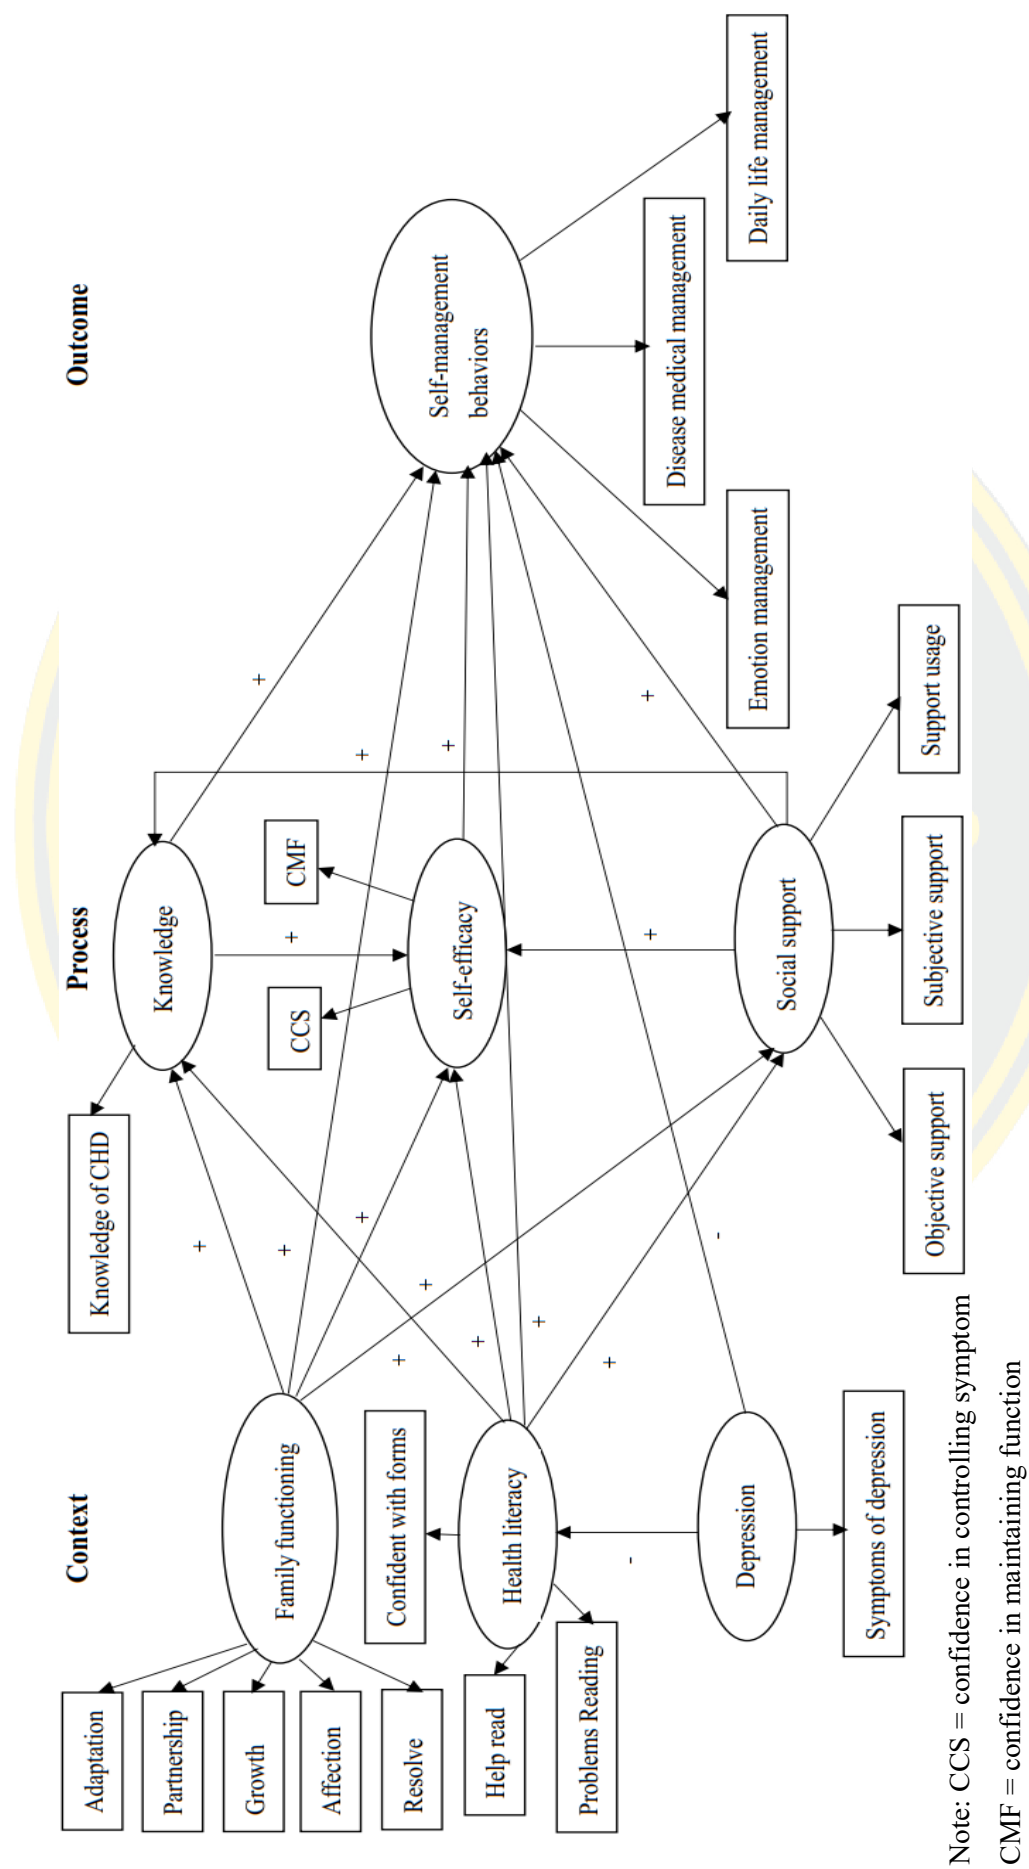 Context
Process
Outcome
Adaptation
Partnership
Growth
Affection
Resolve
Family functioning
Knowledge of CHD
Knowledge
+
+
+
+
+
CCS
CMF
+
+
+
Self-efficacy
Self-management
behaviors
Confident with forms
Help read
Problems Reading
Health literacy
+
+
+
+
+
+
-
-
Depression
Symptoms of depression
Social support
Objective support
Subjective support
Support usage
Emotion management
Disease medical management
Daily life management
Note: CCS = confidence in controlling symptom
CMF = confidence in maintaining function